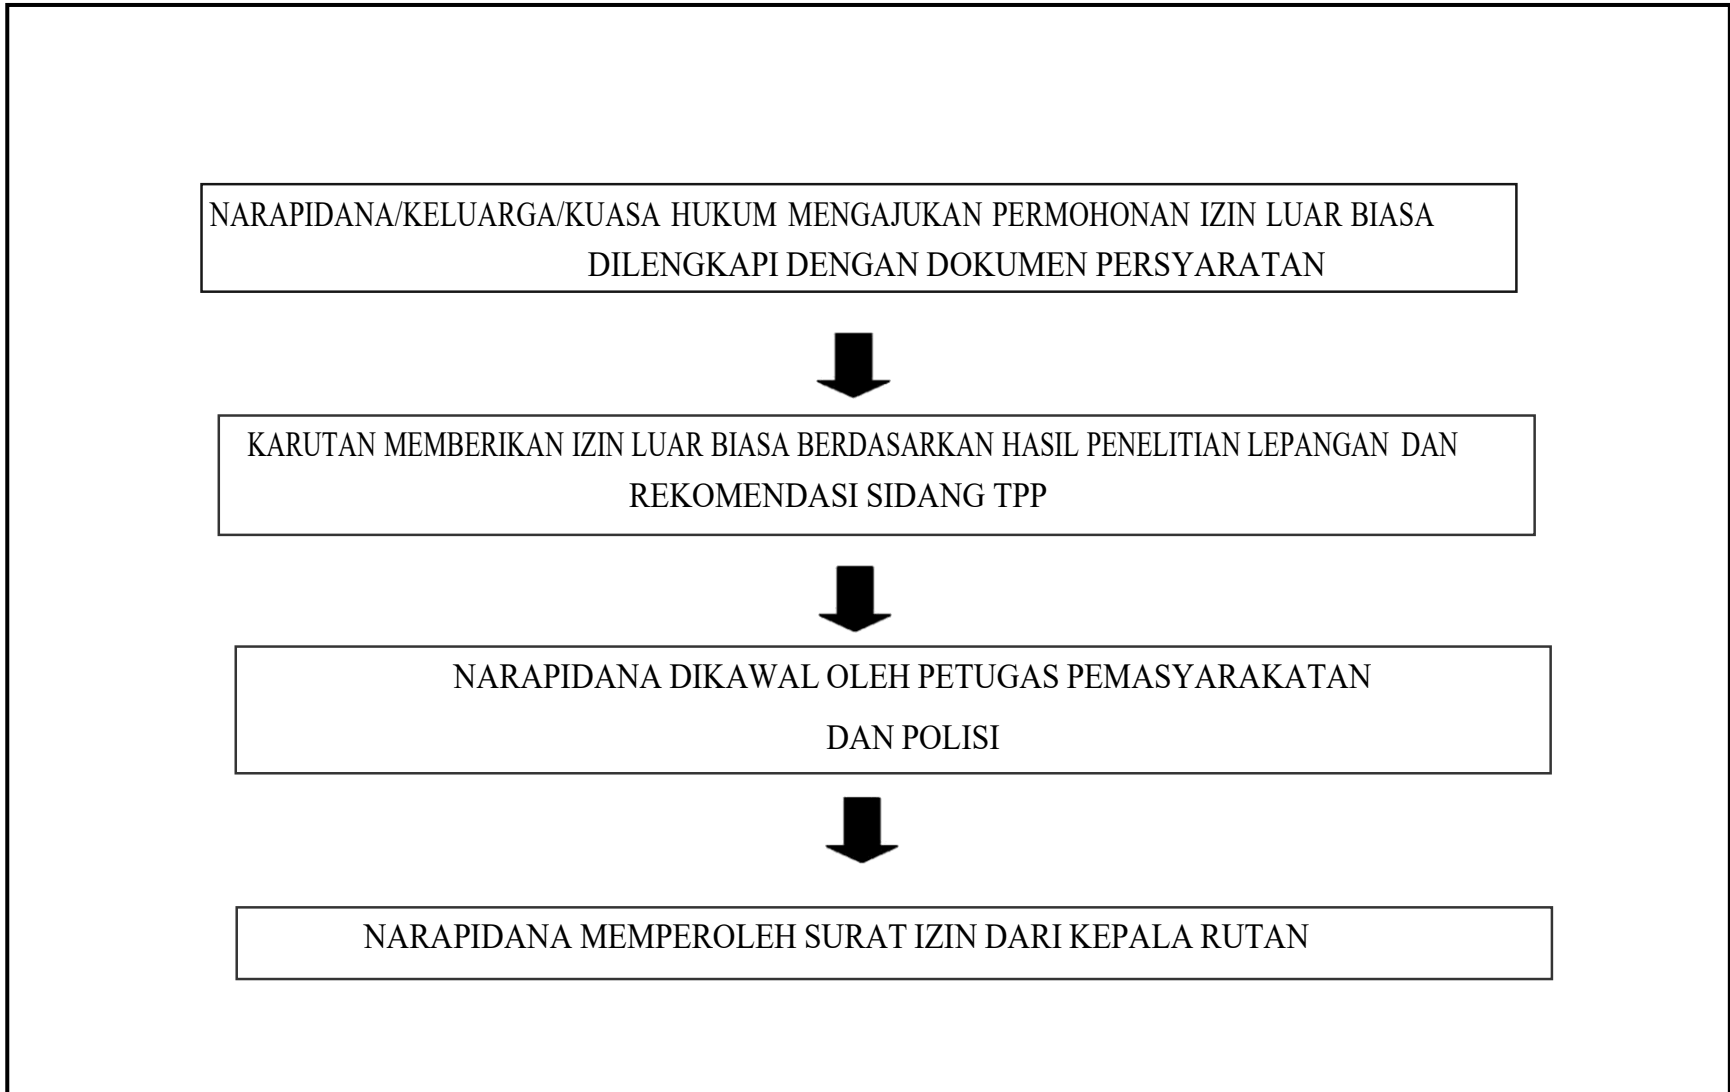 NARAPIDANA/KELUARGA/KUASA HUKUM MENGAJUKAN PERMOHONAN IZIN LUAR BIASA
DILENGKAPI DENGAN DOKUMEN PERSYARATAN
KARUTAN MEMBERIKAN IZIN LUAR BIASA BERDASARKAN HASIL PENELITIAN LEPANGAN DAN
REKOMENDASI SIDANG TPP
NARAPIDANA DIKAWAL OLEH PETUGAS PEMASYARAKATAN
DAN POLISI
NARAPIDANA MEMPEROLEH SURAT IZIN DARI KEPALA RUTAN